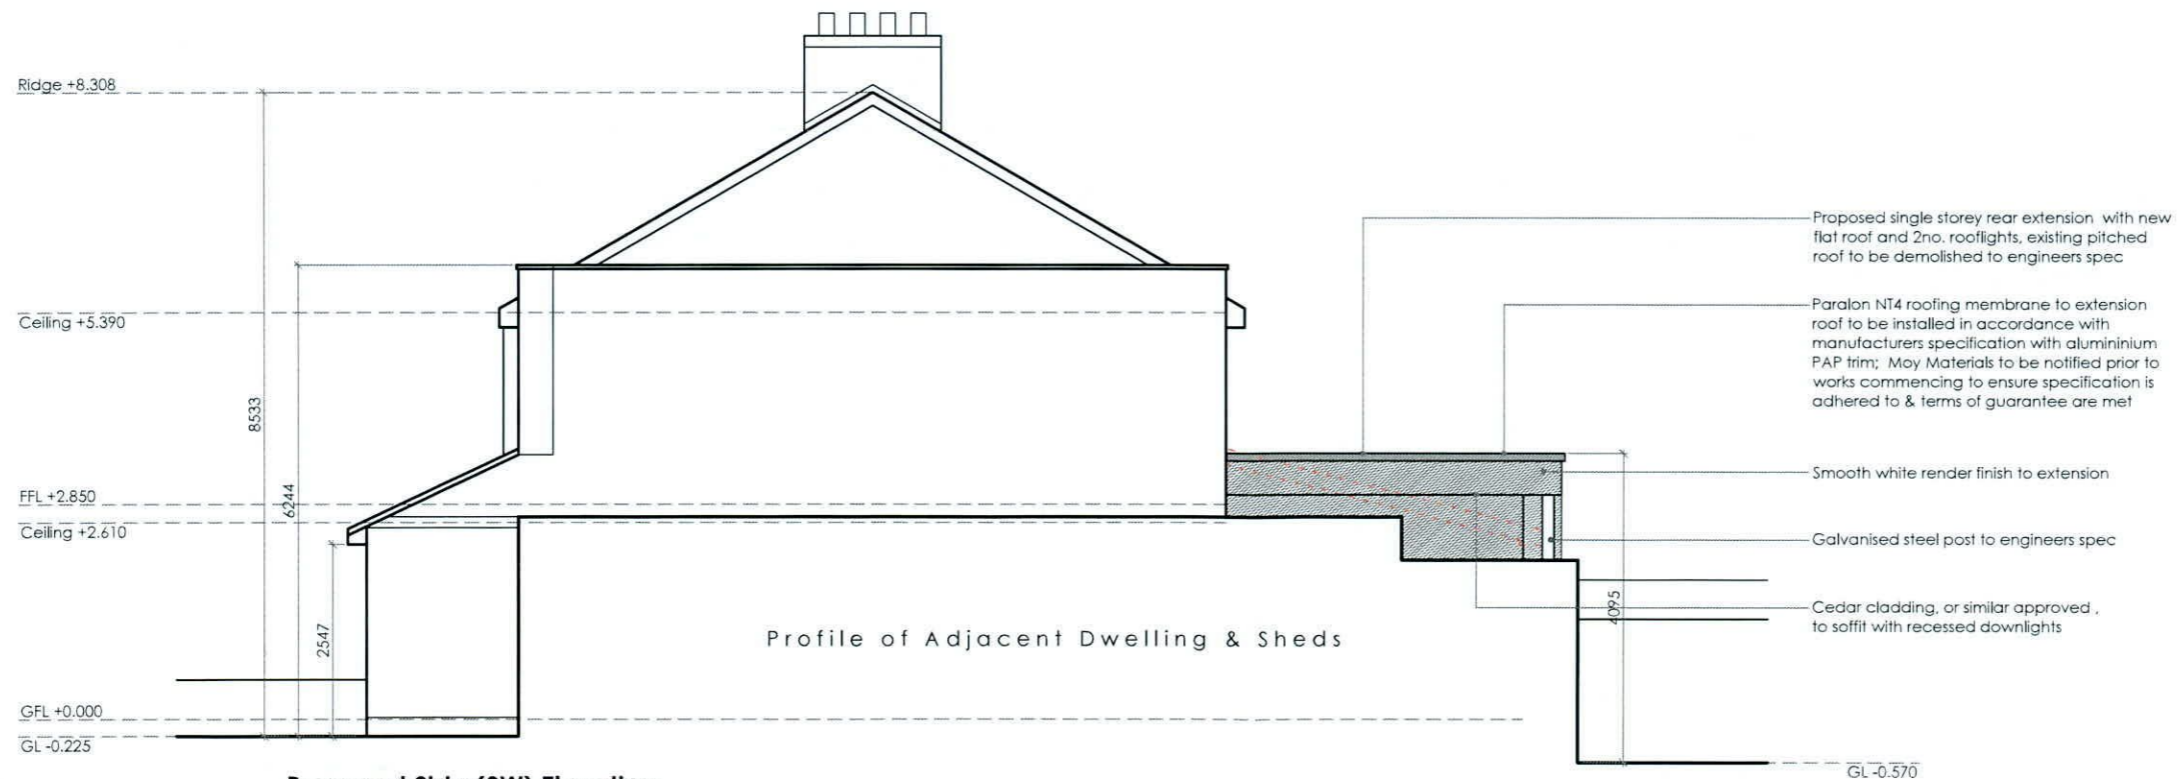 Ridge +8.308
Ceiling +5.390
FFL +2.850
Ceiling +2.610
GFL +0.000
GL -0.225
8533
6244
2547
Profile of Adjacent Dwelling & Sheds
4095
Proposed single storey rear extension with new
flat roof and 2no. rooflights, existing pitched
roof to be demolished to engineers spec
Paralon NT4 roofing membrane to extension
roof to be installed in accordance with
manufacturers specification with alumininium
PAP trim; Moy Materials to be notified prior to
works commencing to ensure specification is
adhered to & terms of guarantee are met
Smooth white render finish to extension
Galvanised steel post to engineers spec
Cedar cladding, or similar approved ,
to soffit with recessed downlights
GL -0.570
Proposed Side (SW) Elevation